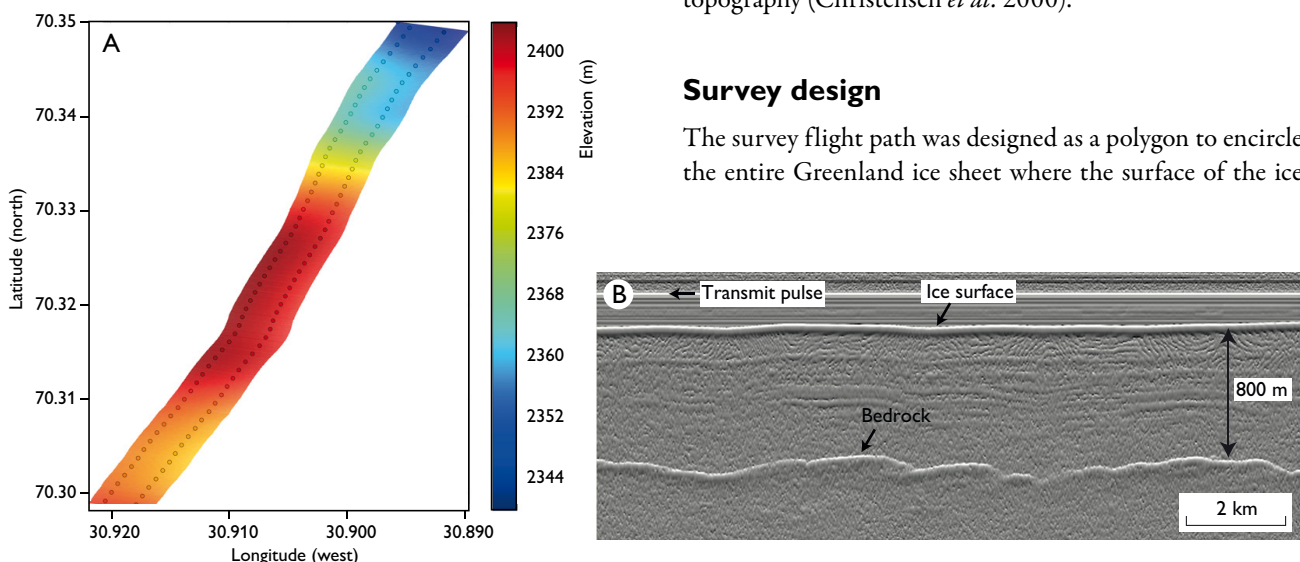 topography (Christensen et al. 2000).
Survey design
The survey flight path was designed as a polygon to encircle
the entire Greenland ice sheet where the surface of the ice
A
70.35
70.34
70.33
70.32
70.31
70.30
Latitude (north)
30.920
30.910
30.900
30.890
Longitude (west)
2400
2392
2384
2376
2368
2360
2352
2344
Elevation (m)
B
Transmit pulse
Ice surface
800 m
Bedrock
2 km